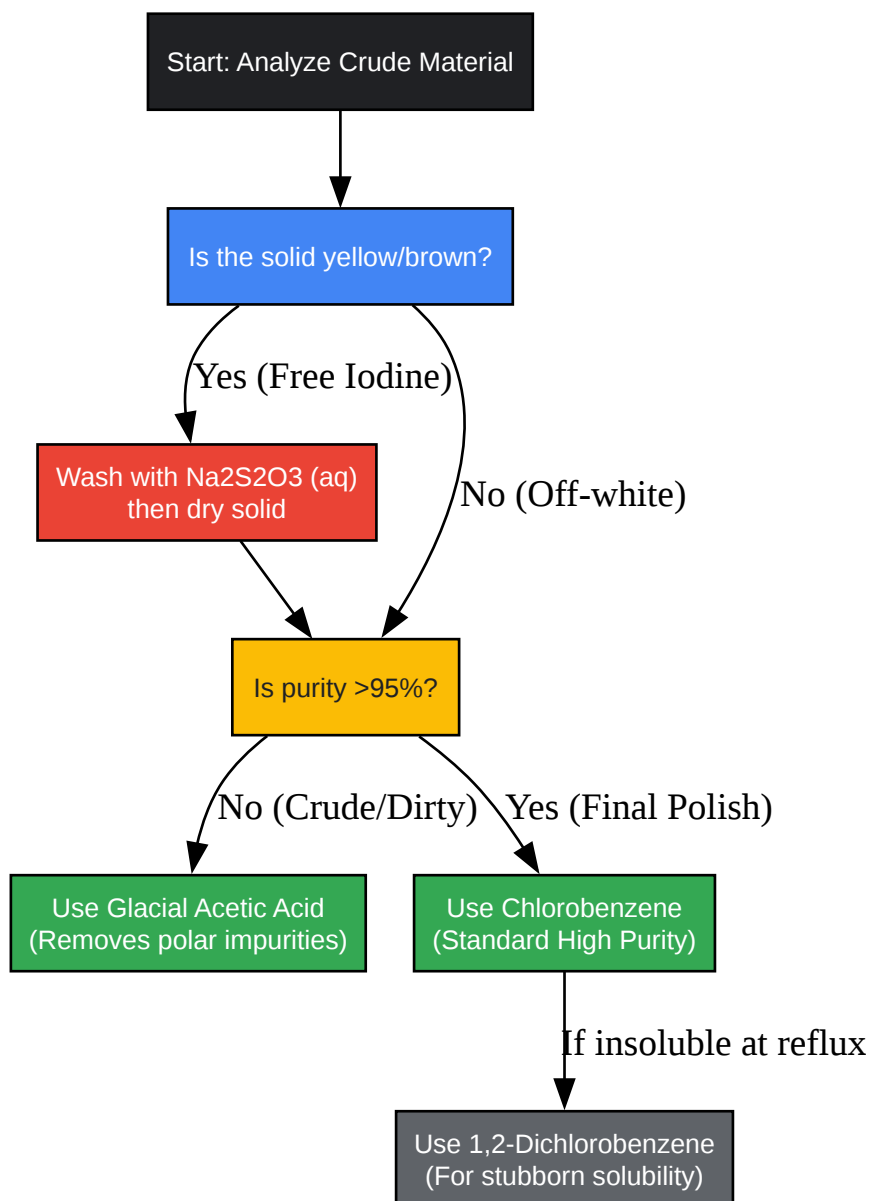 Start: Analyze Crude Material
Is the solid yellow/brown?
Yes (Free Iodine)
Wash with Na2S2O3 (aq)
then dry solid
No (Off-white)
Is purity >95%?
No (Crude/Dirty)
Yes (Final Polish)
Use Glacial Acetic Acid
(Removes polar impurities)
Use Chlorobenzene
(Standard High Purity)
If insoluble at reflux
Use 1,2-Dichlorobenzene
(For stubborn solubility)